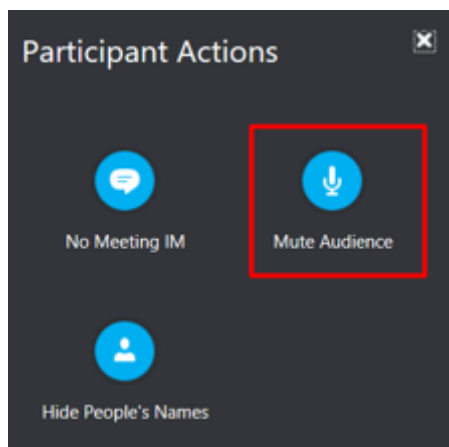 Participant Actions
No Meeting IM
Mute Audience
Hide People's Names